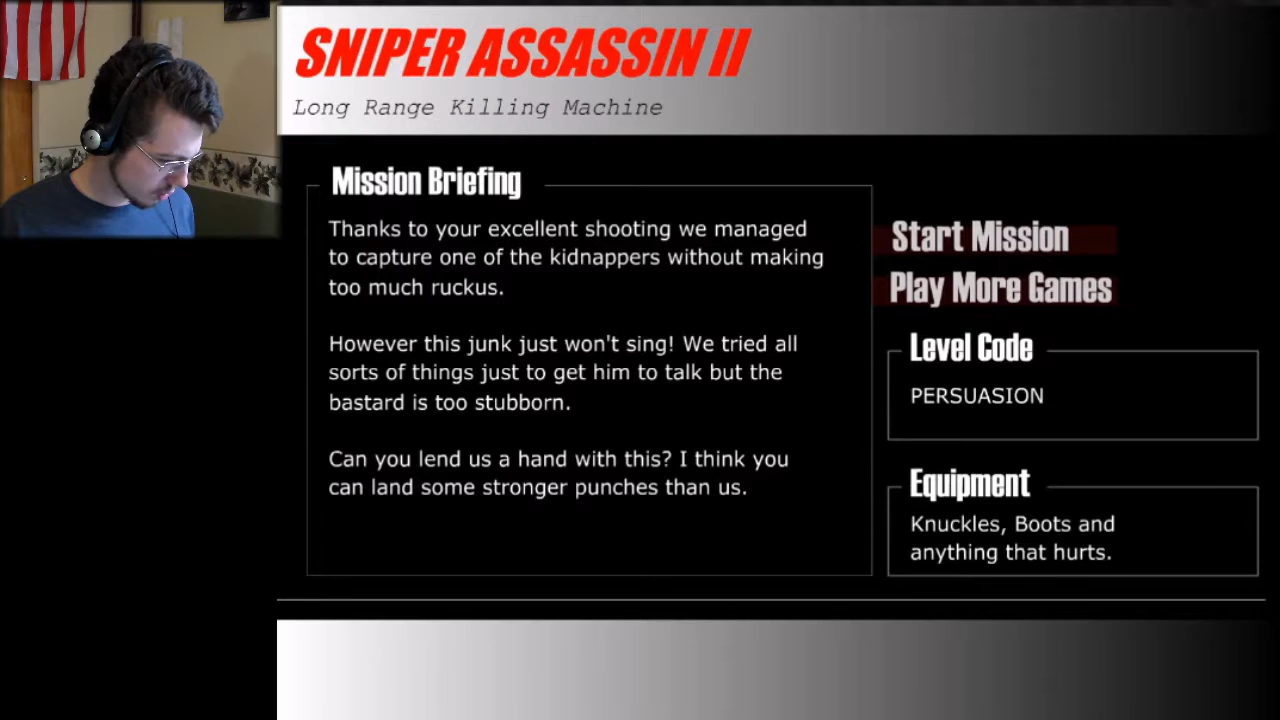 SNIPER ASSASSIN II
Long Range Killing Machine
Mission Briefing
Thanks to your excellent shooting we managed
to capture one of the kidnappers without making
too much ruckus.
However this junk just won't sing! We tried all
sorts of things just to get him to talk but the
bastard is too stubborn.
Can you lend us a hand with this? I think you
can land some stronger punches than us.
Start Mission
Play More Games
Level Code
PERSUASION
Equipment
Knuckles, Boots and
anything that hurts.